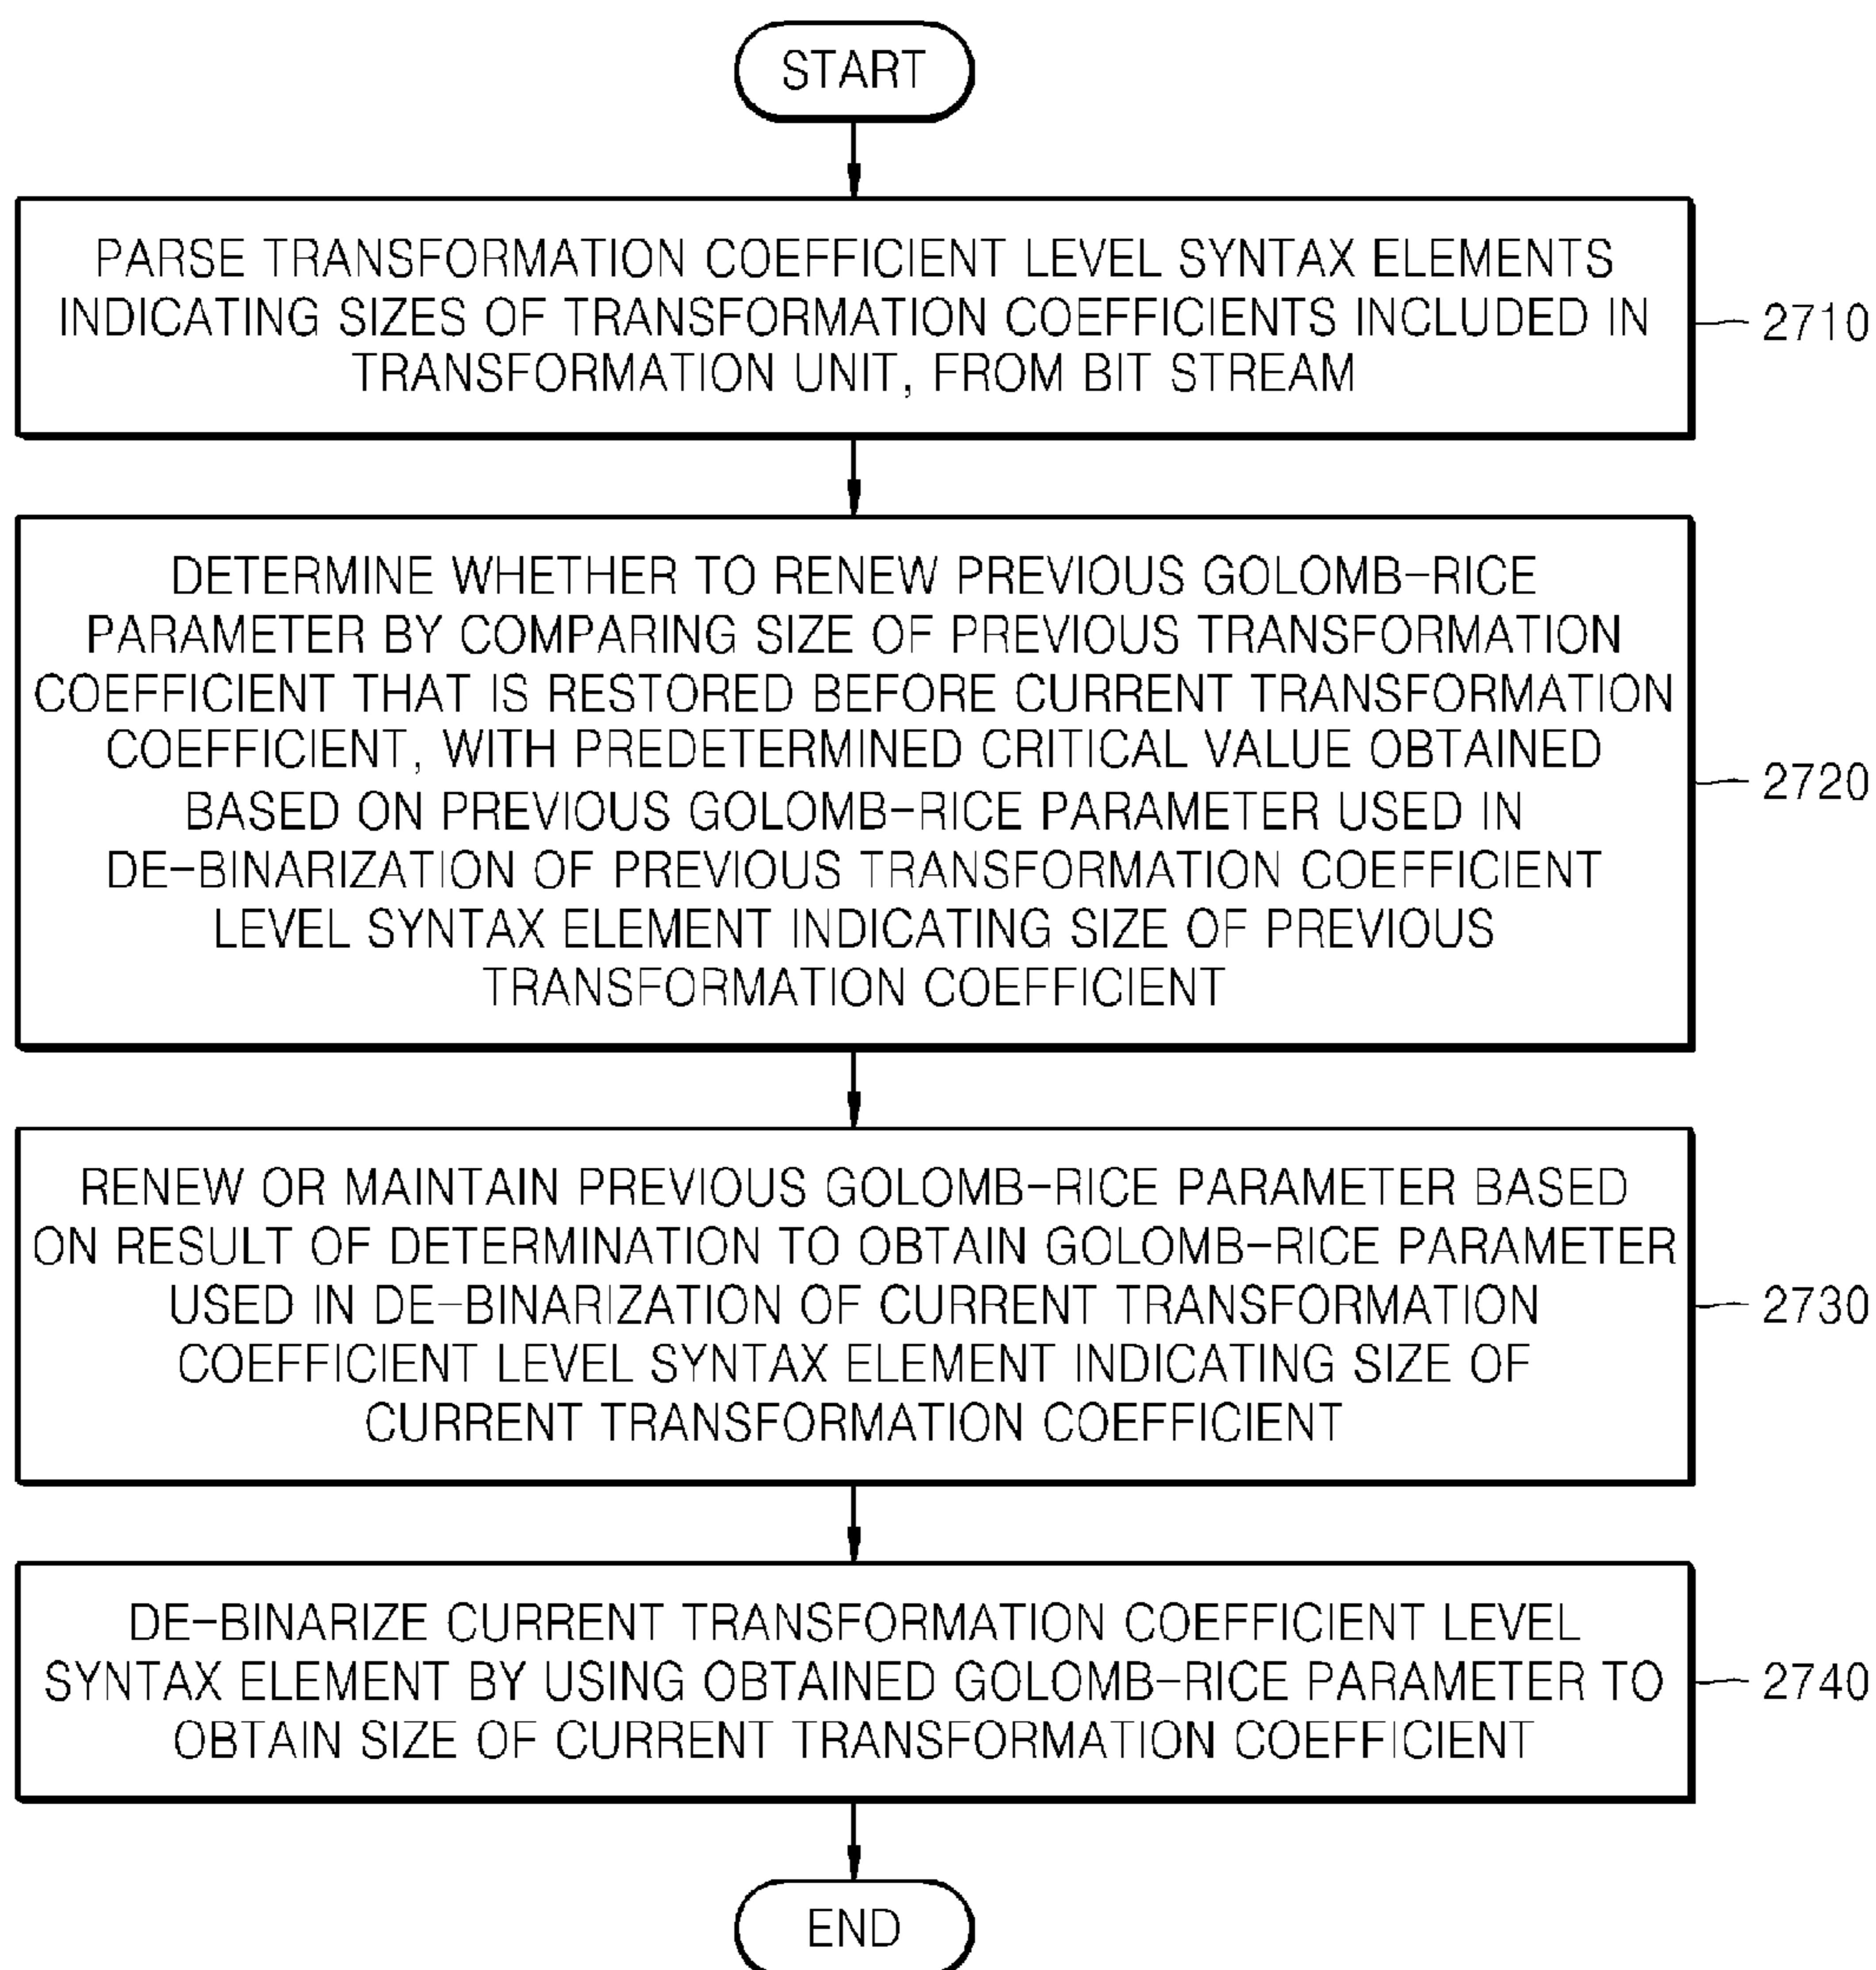 START
PARSE TRANSFORMATION COEFFICIENT LEVEL SYNTAX ELEMENTS
INDICATING SIZES OF TRANSFORMATION COEFFICIENTS INCLUDED IN
TRANSFORMATION UNIT, FROM BIT STREAM
2710
DETERMINE WHETHER TO RENEW PREVIOUS GOLOMB-RICE
PARAMETER BY COMPARING SIZE OF PREVIOUS TRANSFORMATION
COEFFICIENT THAT IS RESTORED BEFORE CURRENT TRANSFORMATION
COEFFICIENT, WITH PREDETERMINED CRITICAL VALUE OBTAINED
BASED ON PREVIOUS GOLOMB-RICE PARAMETER USED IN
DE-BINARIZATION OF PREVIOUS TRANSFORMATION COEFFICIENT
LEVEL SYNTAX ELEMENT INDICATING SIZE OF PREVIOUS
TRANSFORMATION COEFFICIENT
2720
RENEW OR MAINTAIN PREVIOUS GOLOMB-RICE PARAMETER BASED
ON RESULT OF DETERMINATION TO OBTAIN GOLOMB-RICE PARAMETER
USED IN DE-BINARIZATION OF CURRENT TRANSFORMATION
COEFFICIENT LEVEL SYNTAX ELEMENT INDICATING SIZE OF
CURRENT TRANSFORMATION COEFFICIENT
2730
DE-BINARIZE CURRENT TRANSFORMATION COEFFICIENT LEVEL
SYNTAX ELEMENT BY USING OBTAINED GOLOMB-RICE PARAMETER TO
OBTAIN SIZE OF CURRENT TRANSFORMATION COEFFICIENT
2740
END